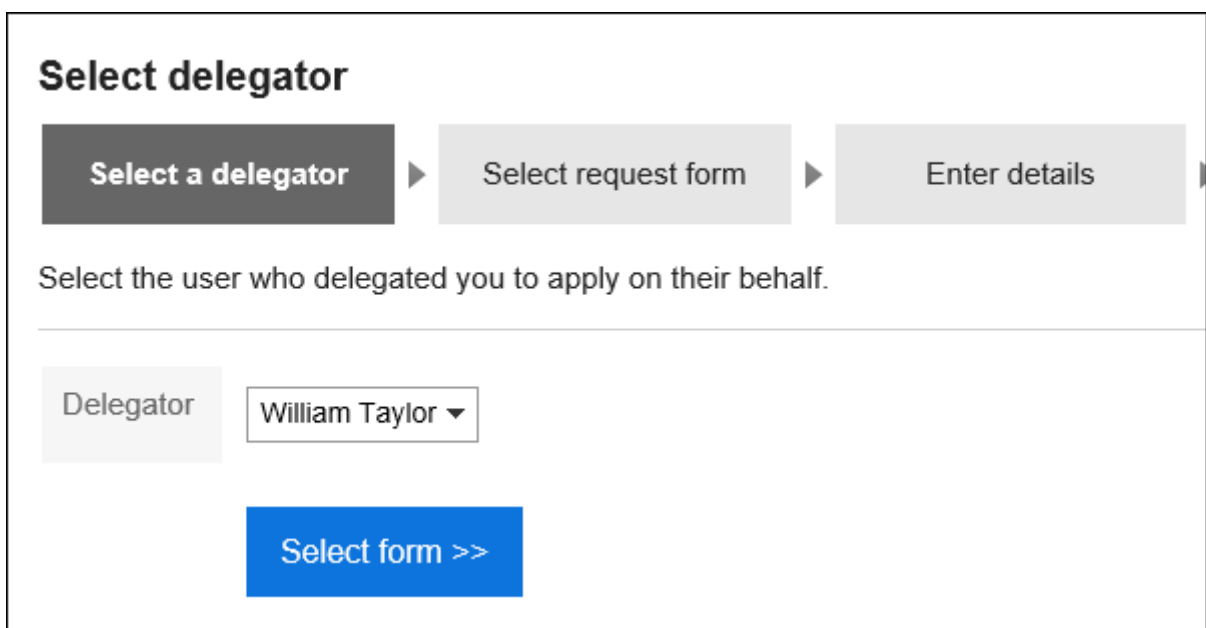 Select delegator
Select a delegator
Select request form
Enter details
Select the user who delegated you to apply on their behalf.
Delegator
William Taylor
Select form >>